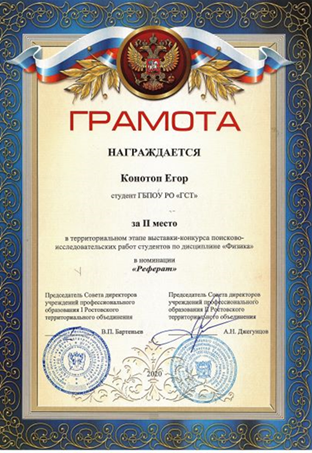 ГРАМОТА
НАГРАЖДАЕТСЯ
Конотоп Егор
студент ГБПОУ РО «ГСТ»
за II место
в территориальном этапе выставки-конкурса поисково-
исследовательских работ студентов по дисциплине «Физика»
в номинации
«Реферат»
Председатель Совета директоров
учреждений профессионального
образования I Ростовского
территориального объединения
В.П. Бартеньев
Председатель Совета директоров
учреждений профессионального
образования II Ростовского
территориального объединения
А.Н. Джегунцов
2020